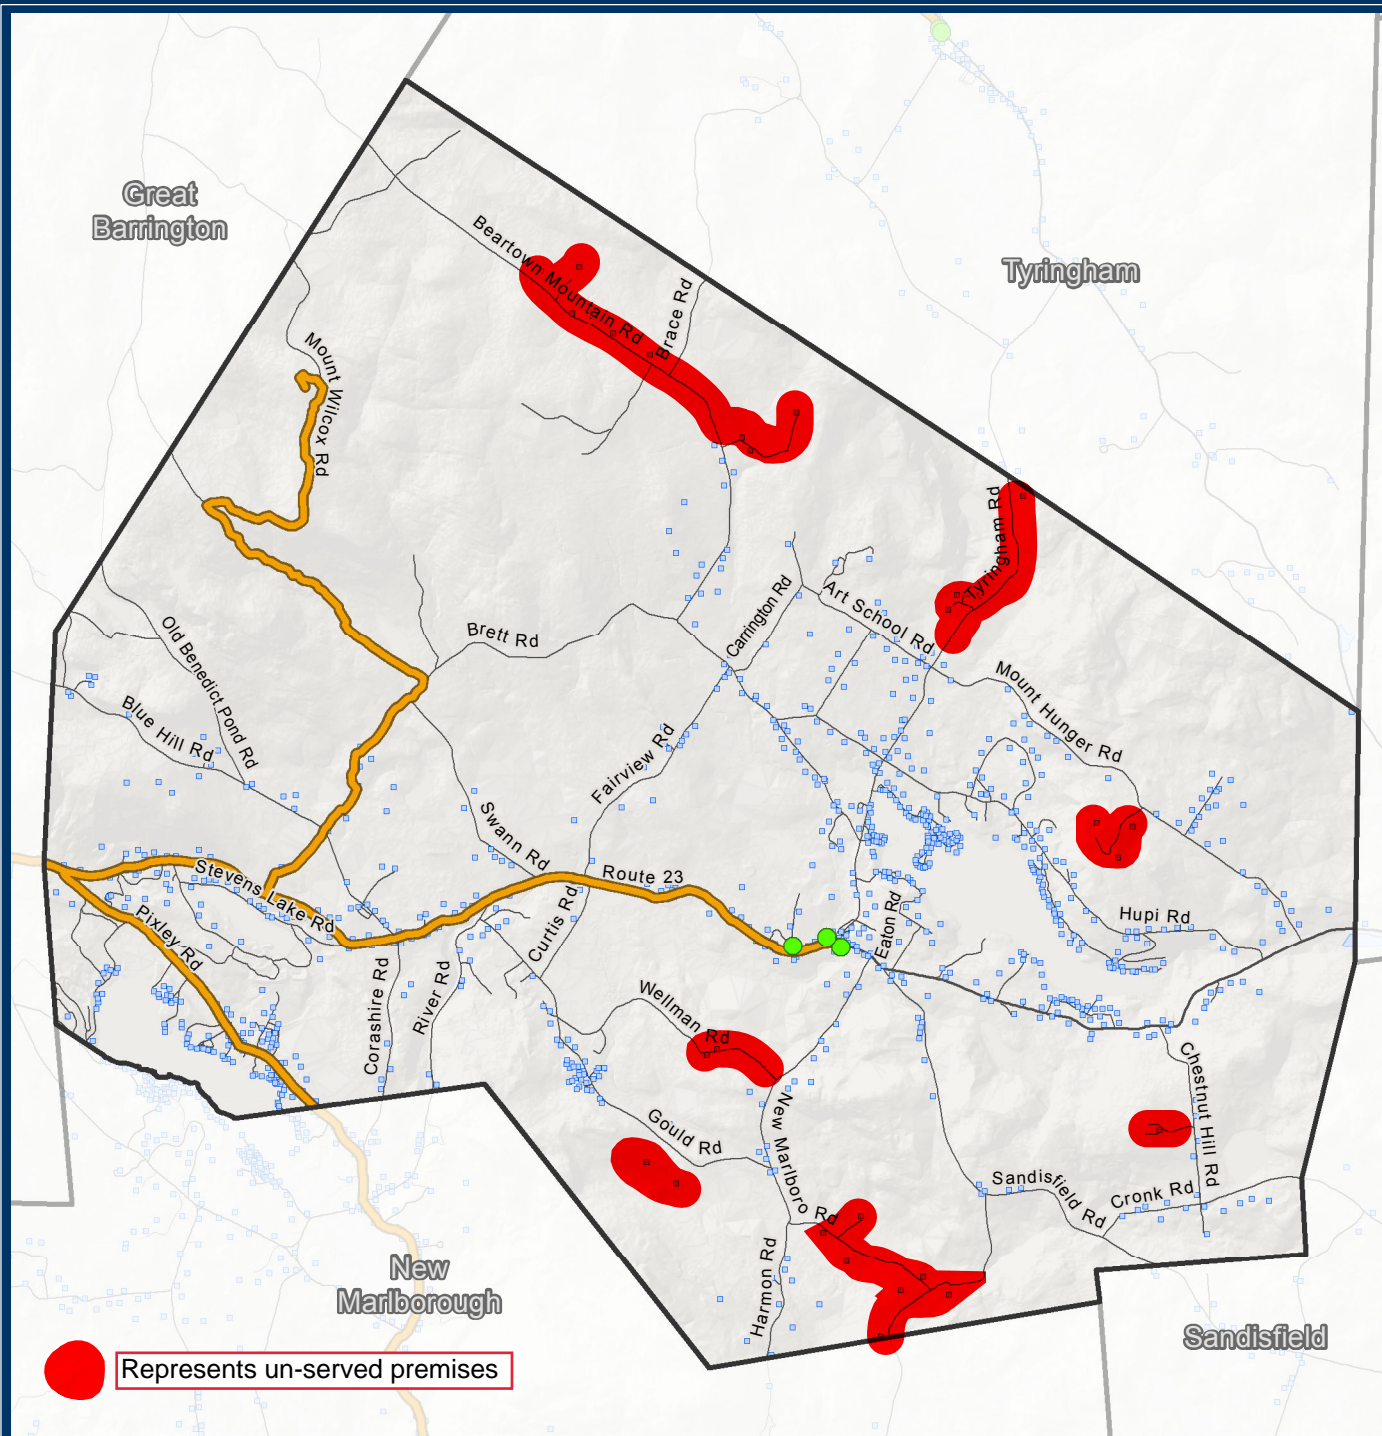 Great
Barrington
Tyringham
Beartown Mountain Rd
Brace Rd
Mount Wilcox Rd
Tyringham Rd
Carrington Rd
Art School Rd
Brett Rd
Old Benedict Pond Rd
Mount Hunger Rd
Blue Hill Rd
Fairview Rd
Swann Rd
Route 23
Stevens Lake Rd
Pixley Rd
Curtis Rd
Eaton Rd
Hupi Rd
Corashire Rd
River Rd
Wellman Rd
Chestnut Hill Rd
Gould Rd
New Marlboro Rd
Sandisfield Rd
Cronk Rd
Harmon Rd
New
Marlborough
Sandisfield
Represents un-served premises